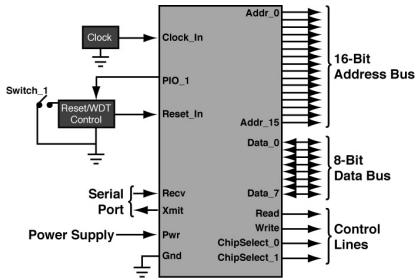 Addr_0
Clock
Clock_In
16-Bit
Address Bus
PIO_1
Switch_1
Reset/WDT
Control
Reset_In
Addr_15
Data_0
8-Bit
Data Bus
Serial
Port
Recv
Data_7
Xmit
Read
Write
Control
Lines
Power Supply
Pwr
ChipSelect_0
Gnd
ChipSelect_1